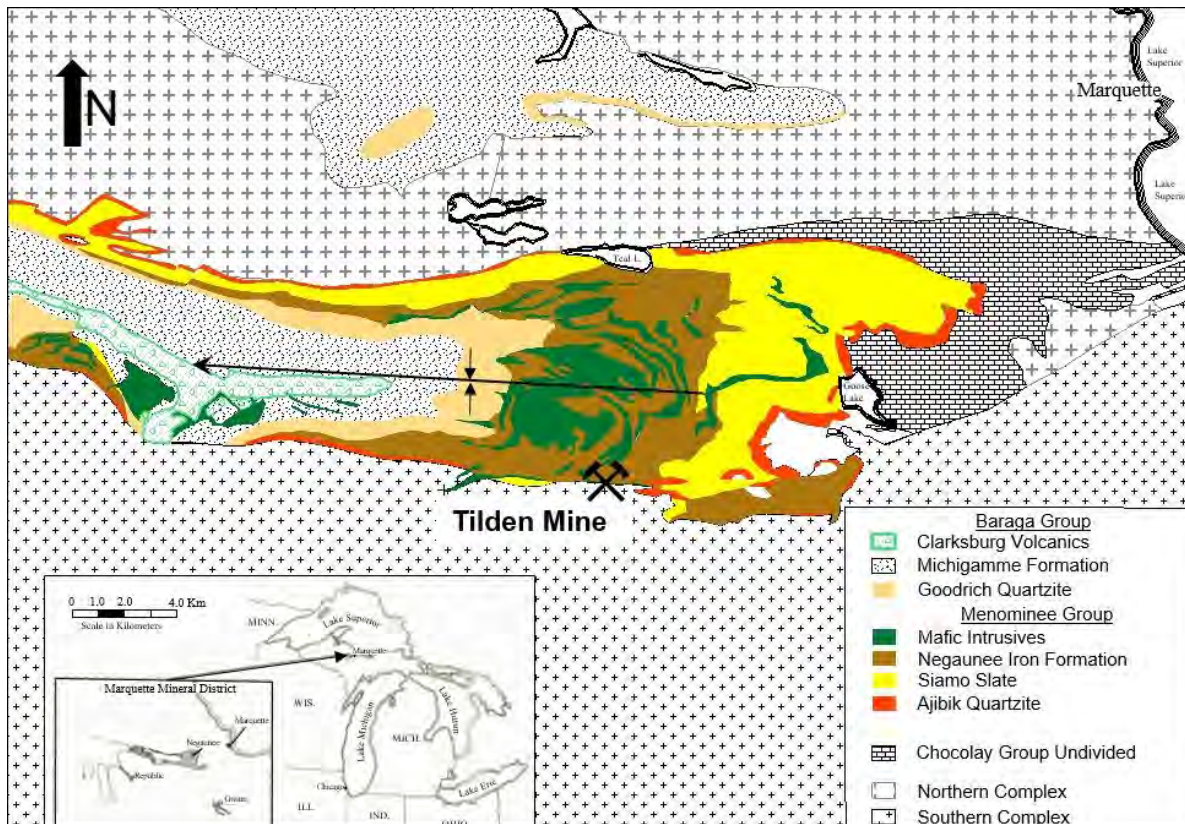 N
Lake
Superior
Marquette
Lake
Superior
Teal L.
Goose
Lake
Tilden Mine
Baraga Group
Clarksburg Volcanics
Michigamme Formation
Goodrich Quartzite
Menominee Group
Mafic Intrusives
Negaunee Iron Formation
Siamo Slate
Ajibik Quartzite
Chocolay Group Undivided
Northern Complex
Southern Complex
0 1.0 2.0 4.0 Km
Scale in Kilometers
MINN.
Lake Superior
Marquette
Marquette Mineral District
Marquette
Negaunee
Republic
Gwinn
WIS.
Lake Michigan
MICH.
Lake Huron
Chicago
Lake Erie
ILL.
IND.
OHIO